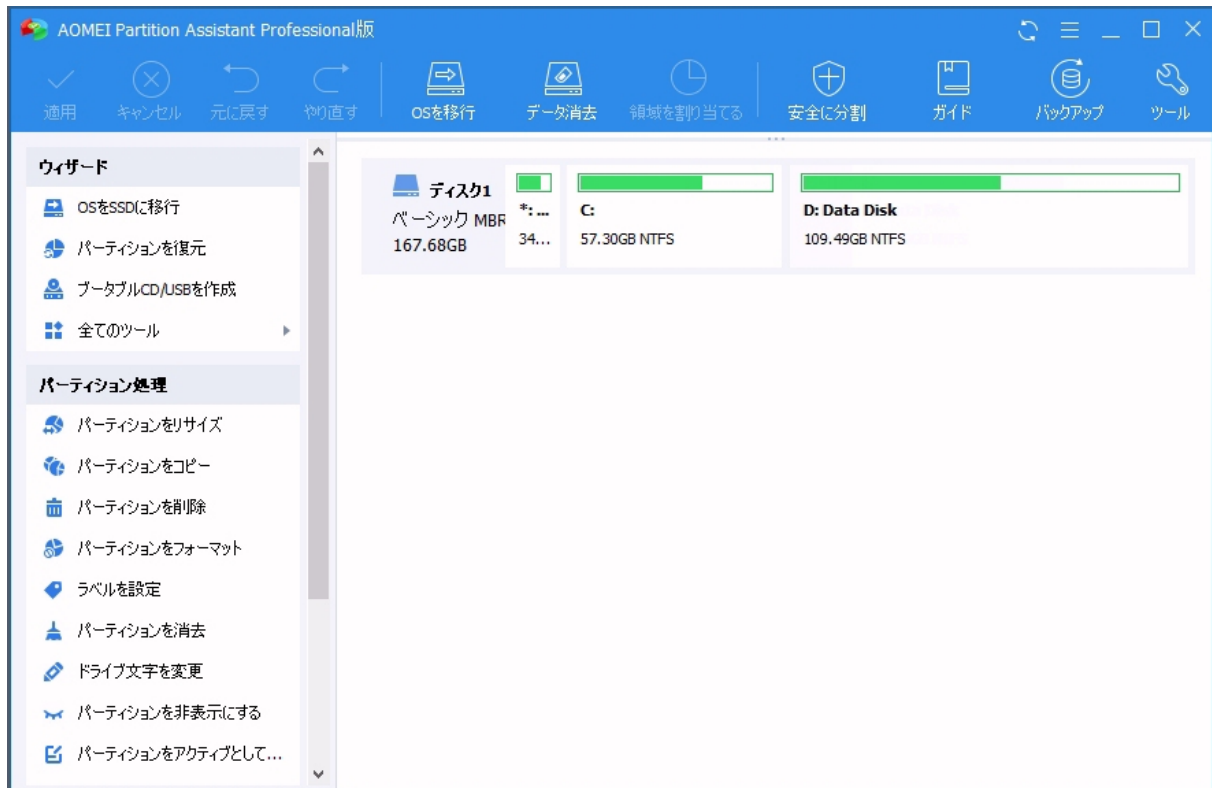 AOMEI Partition Assistant Professional版
適用 キャンセル 元に戻す やり直す OSを移行 データ消去 領域を割り当てる 安全に分割 ガイド バックアップ ツール
ウィザード
OSをSSDに移行
パーティションを復元
ブータブルCD/USBを作成
全てのツール
パーティション処理
パーティションをリサイズ
パーティションをコピー
パーティションを削除
パーティションをフォーマット
ラベルを設定
パーティションを消去
ドライブ文字を変更
パーティションを非表示にする
パーティションをアクティブとして...
ディスク1
ベーシック MBR
167.68GB
*: ...
34...
C:
57.30GB NTFS
D: Data Disk
109.49GB NTFS